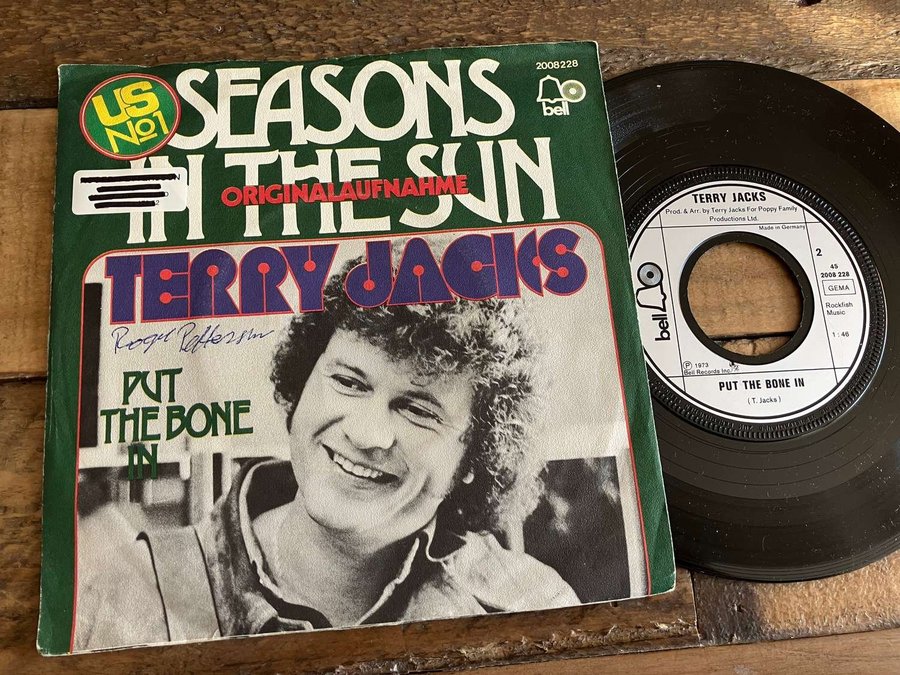 2008228
US
No1
SEASONS
IN THE SUN
ORIGINALAUFNAHME
bell
TERRY JACKS
Roger
PUT
THE BONE
IN
TERRY JACKS
Prod. & Arr. by Terry Jacks For Poppy Family
Productions Ltd.
Made in Germany
2
45
2008 228
GEMA
Rockfish
Music
1:46
bell
Ⓟ 1973
Bell Records Inc.
PUT THE BONE IN
(T. Jacks)